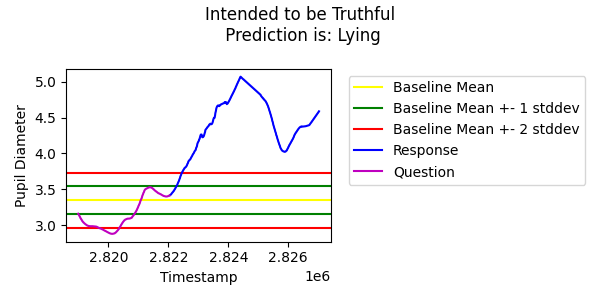 Intended to be Truthful
Prediction is: Lying
Pupil Diameter
5.0
4.5
4.0
3.5
3.0
2.820
2.822
2.824
2.826
1e6
Timestamp
Baseline Mean
Baseline Mean +- 1 stddev
Baseline Mean +- 2 stddev
Response
Question